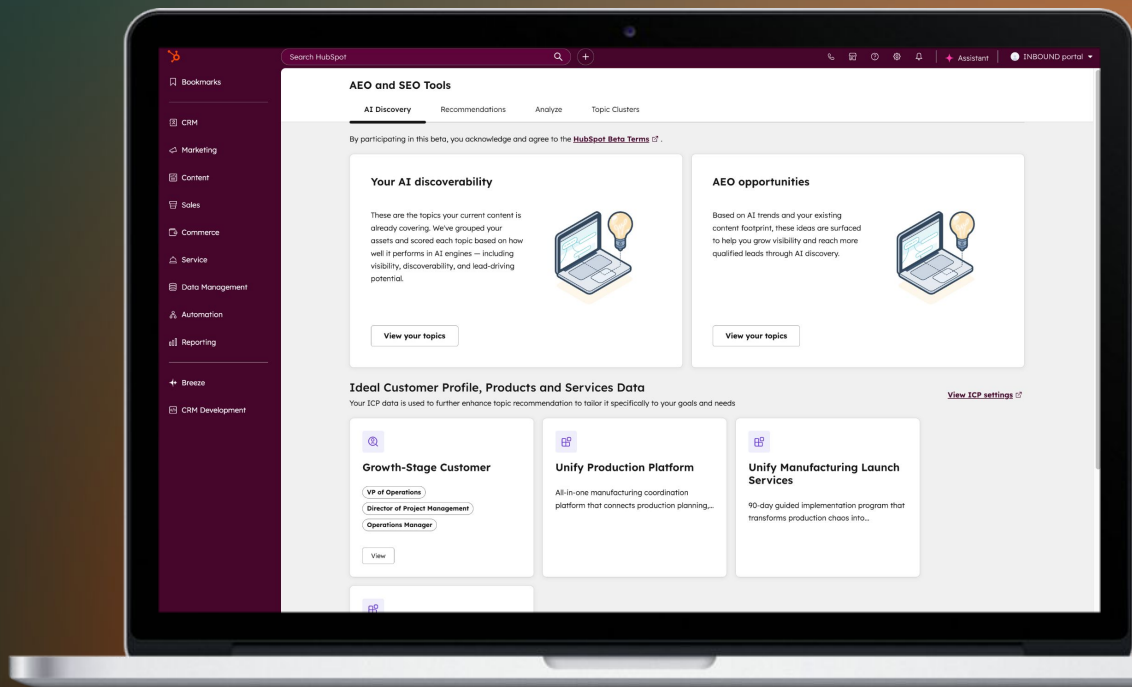 Search HubSpot
Assistant
INBOUND portal
Bookmarks
CRM
Marketing
Content
Sales
Commerce
Service
Data Management
Automation
Reporting
Breeze
CRM Development
AEO and SEO Tools
AI Discovery
Recommendations
Analyze
Topic Clusters
By participating in this beta, you acknowledge and agree to the HubSpot Beta Terms .
Your AI discoverability
These are the topics your current content is
already covering. We've grouped your
assets and scored each topic based on how
well it performs in AI engines — including
visibility, discoverability, and lead-driving
potential.
View your topics
AEO opportunities
Based on AI trends and your existing
content footprint, these ideas are surfaced
to help you grow visibility and reach more
qualified leads through AI discovery.
View your topics
Ideal Customer Profile, Products and Services Data
Your ICP data is used to further enhance topic recommendation to tailor it specifically to your goals and needs
View ICP settings
Growth-Stage Customer
VP of Operations
Director of Project Management
Operations Manager
View
Unify Production Platform
All-in-one manufacturing coordination
platform that connects production planning,...
Unify Manufacturing Launch
Services
90-day guided implementation program that
transforms production chaos into...